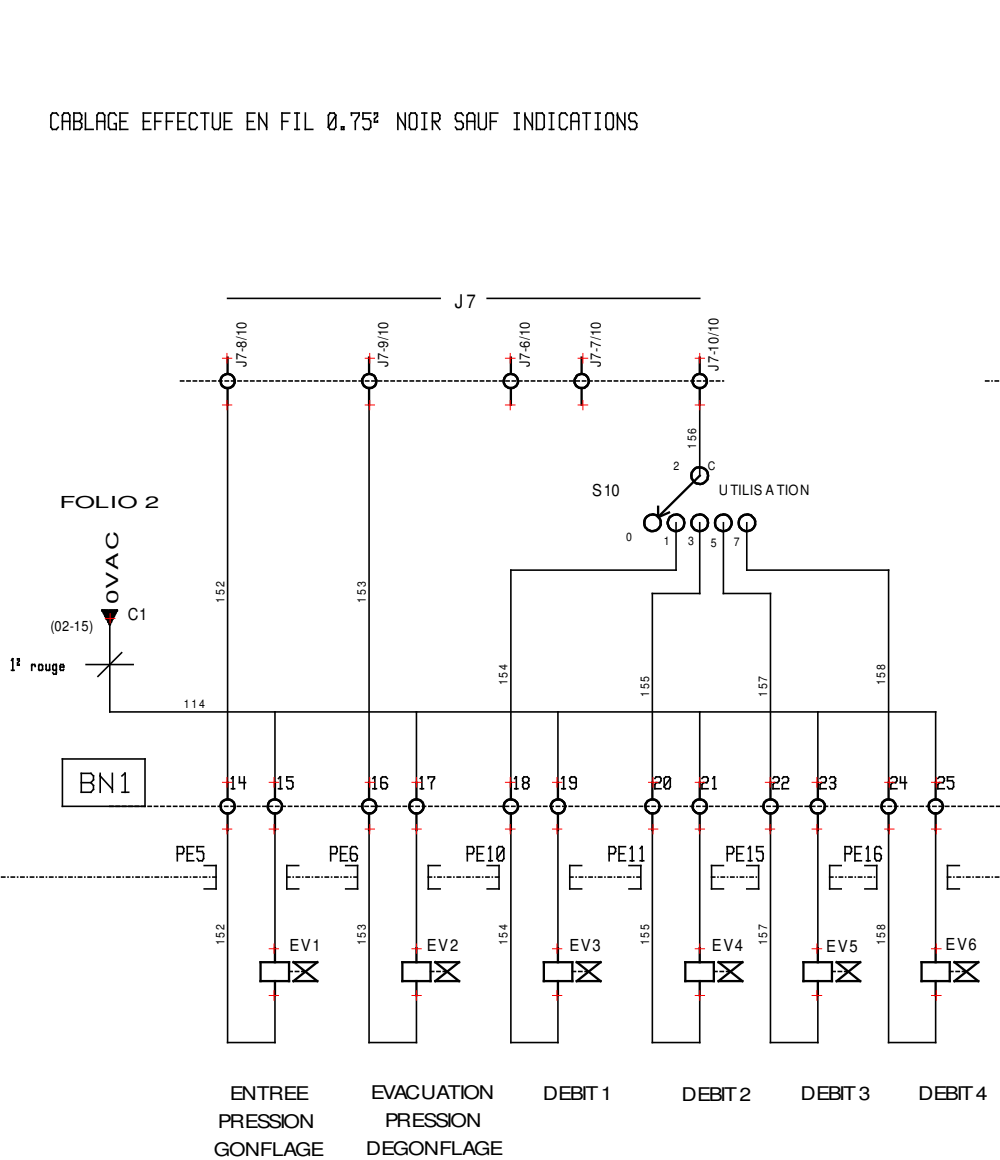 CABLAGE EFFECTUE EN FIL 0.75² NOIR SAUF INDICATIONS
J7
J7-8/10
J7-9/10
J7-6/10
J7-7/10
J7-10/10
156
2
C
S10
UTILISATION
0
1
3
5
7
FOLIO 2
0VAC
C1
(02-15)
1² rouge
152
153
154
155
157
158
114
BN1
14
15
16
17
18
19
20
21
22
23
24
25
PE5
PE6
PE10
PE11
PE15
PE16
152
153
154
155
157
158
EV1
EV2
EV3
EV4
EV5
EV6
ENTREE
PRESSION
GONFLAGE
EVACUATION
PRESSION
DEGONFLAGE
DEBIT 1
DEBIT 2
DEBIT 3
DEBIT 4